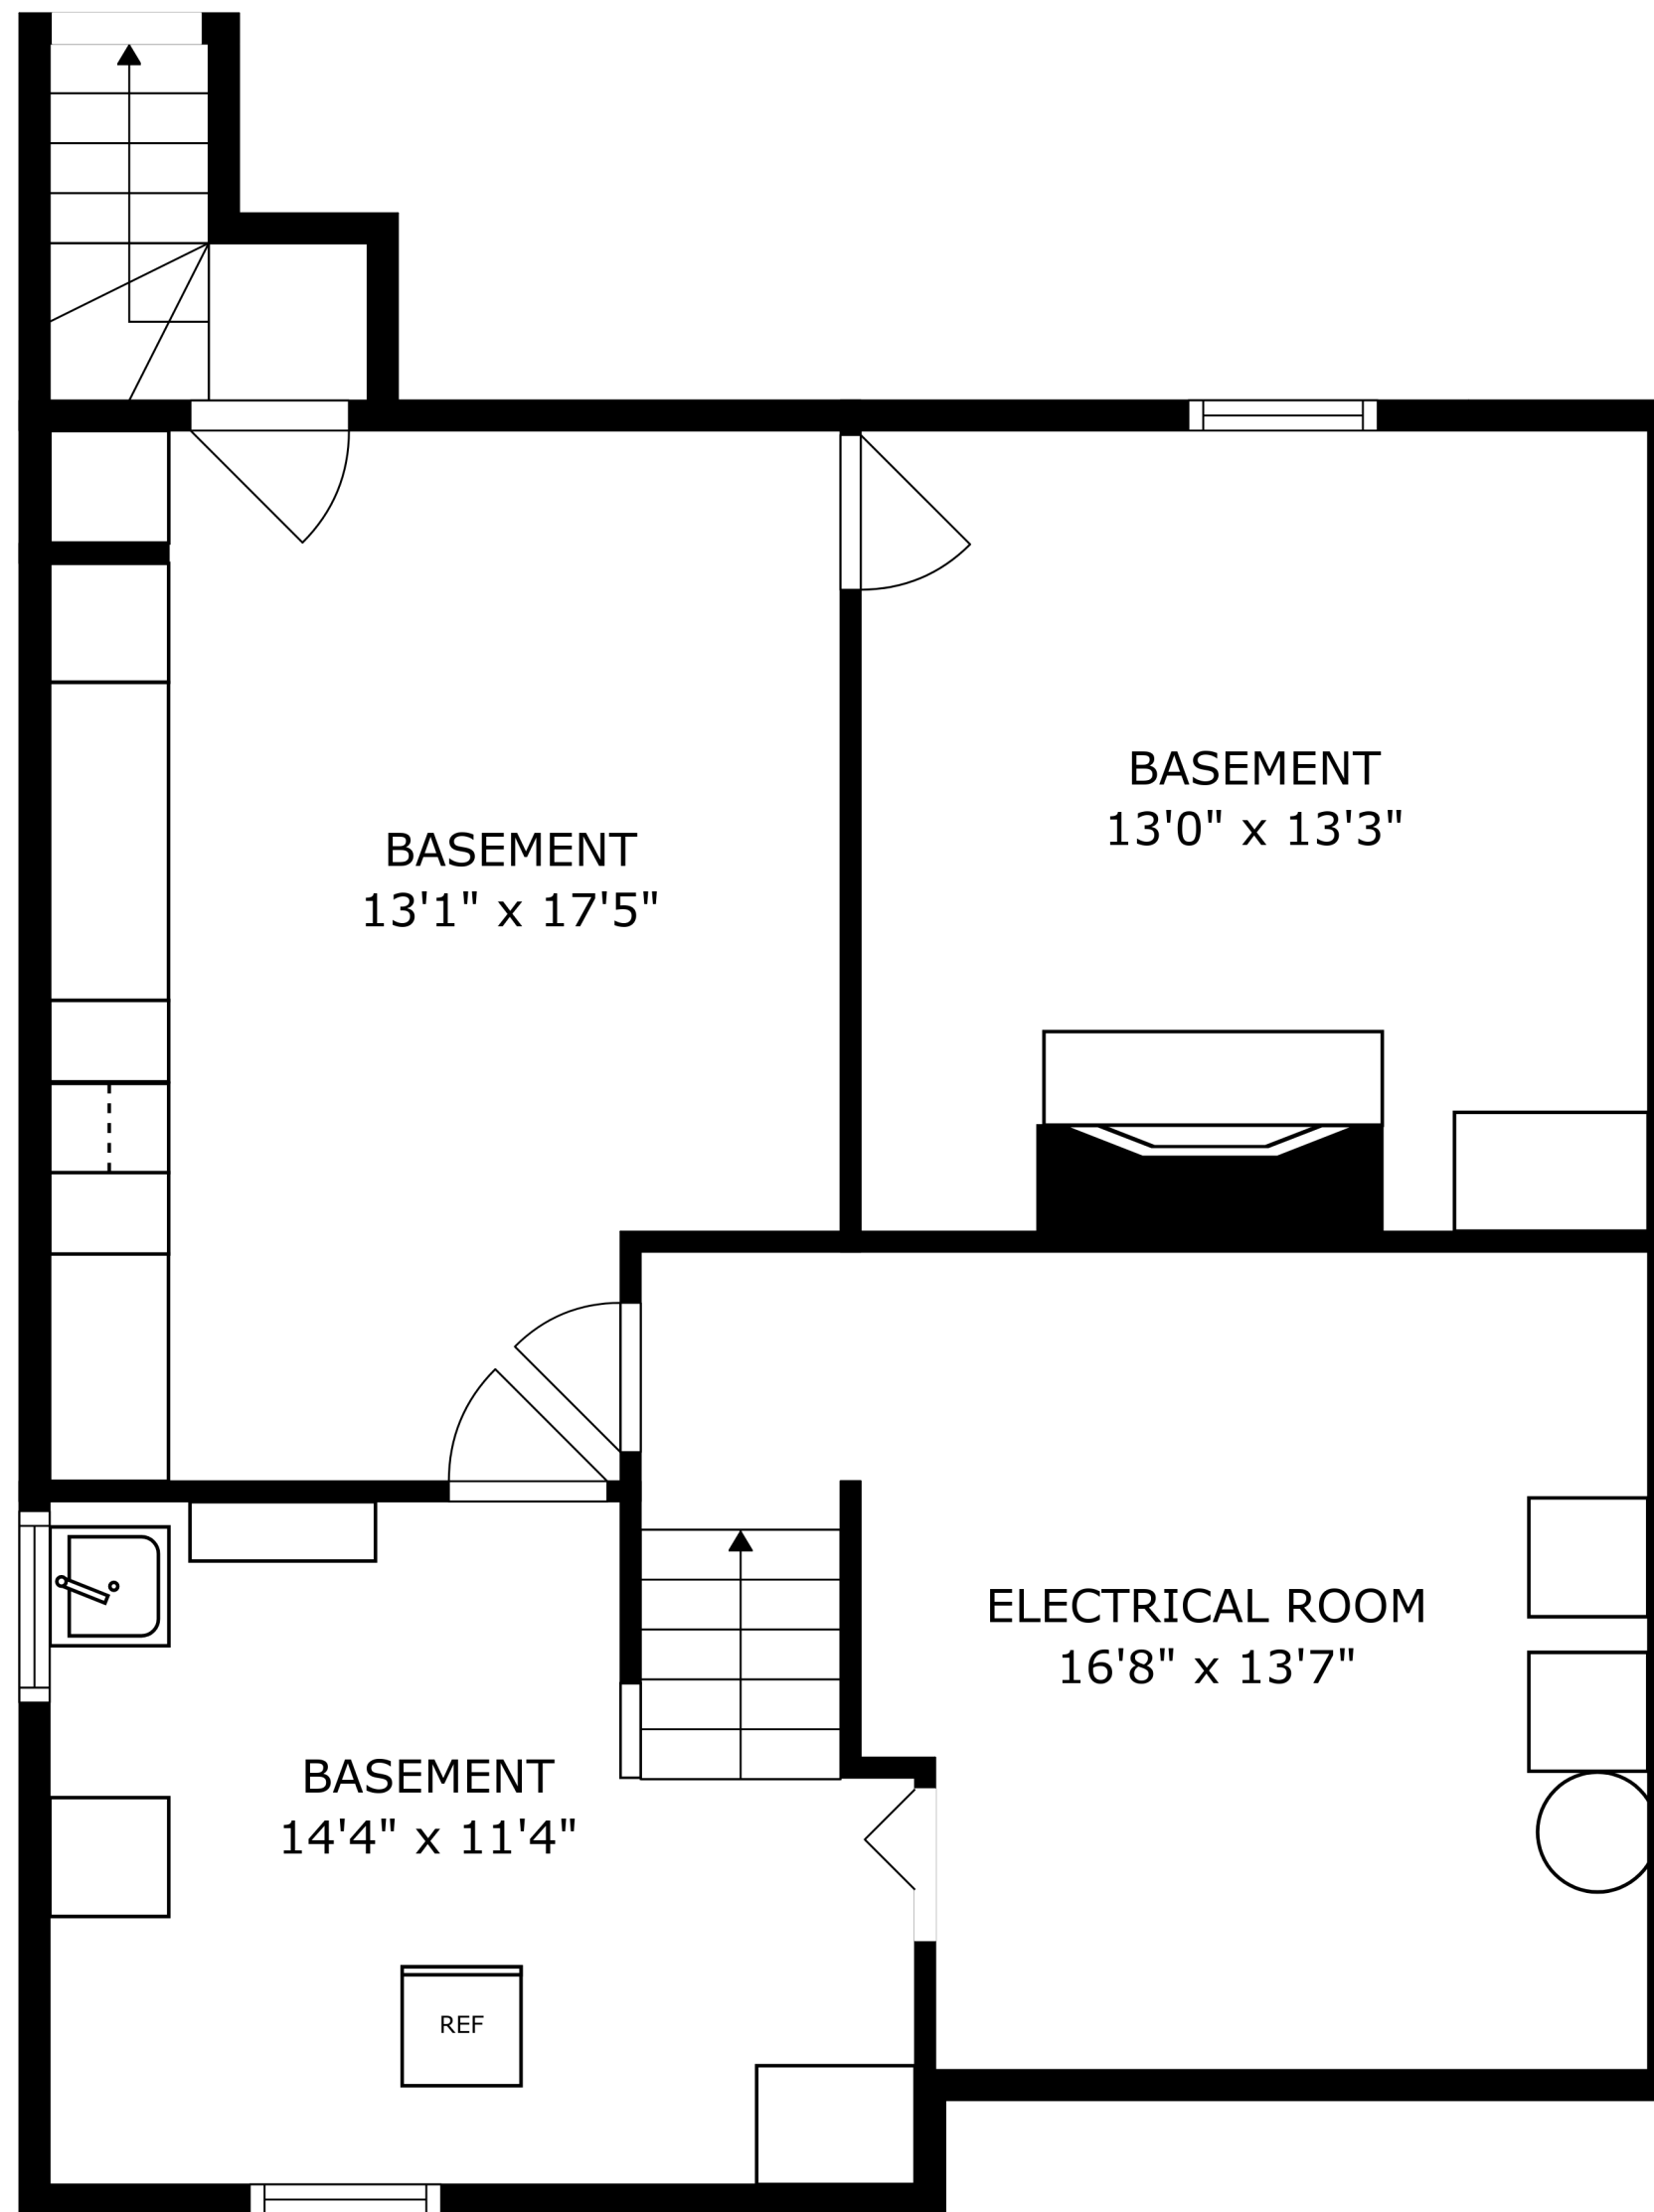 BASEMENT
13'0" x 13'3"
BASEMENT
13'1" x 17'5"
ELECTRICAL ROOM
16'8" x 13'7"
BASEMENT
14'4" x 11'4"
REF